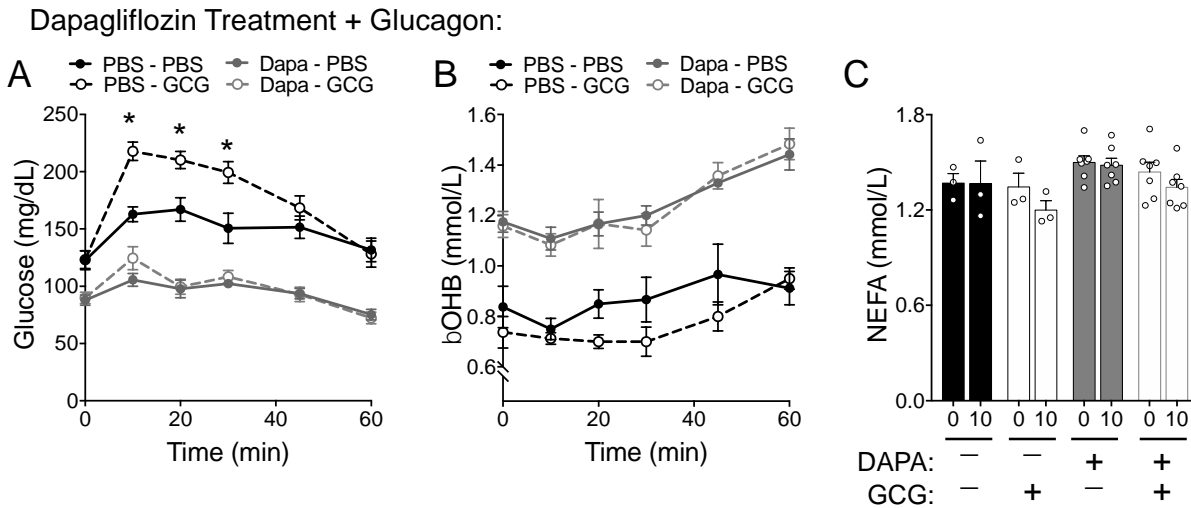 Dapagliflozin Treatment + Glucagon:
A
PBS - PBS Dapa - PBS
PBS - GCG Dapa - GCG
Glucose (mg/dL)
250
200
150
100
50
0
* * *
0 20 40 60
Time (min)
B
PBS - PBS Dapa - PBS
PBS - GCG Dapa - GCG
bOHB (mmol/L)
1.6
1.4
1.2
1.0
0.8
0.6
0 20 40 60
Time (min)
C
NEFA (mmol/L)
1.8
1.2
0.6
0.0
0 10 0 10 0 10 0 10
DAPA: − − + +
GCG: − + − +